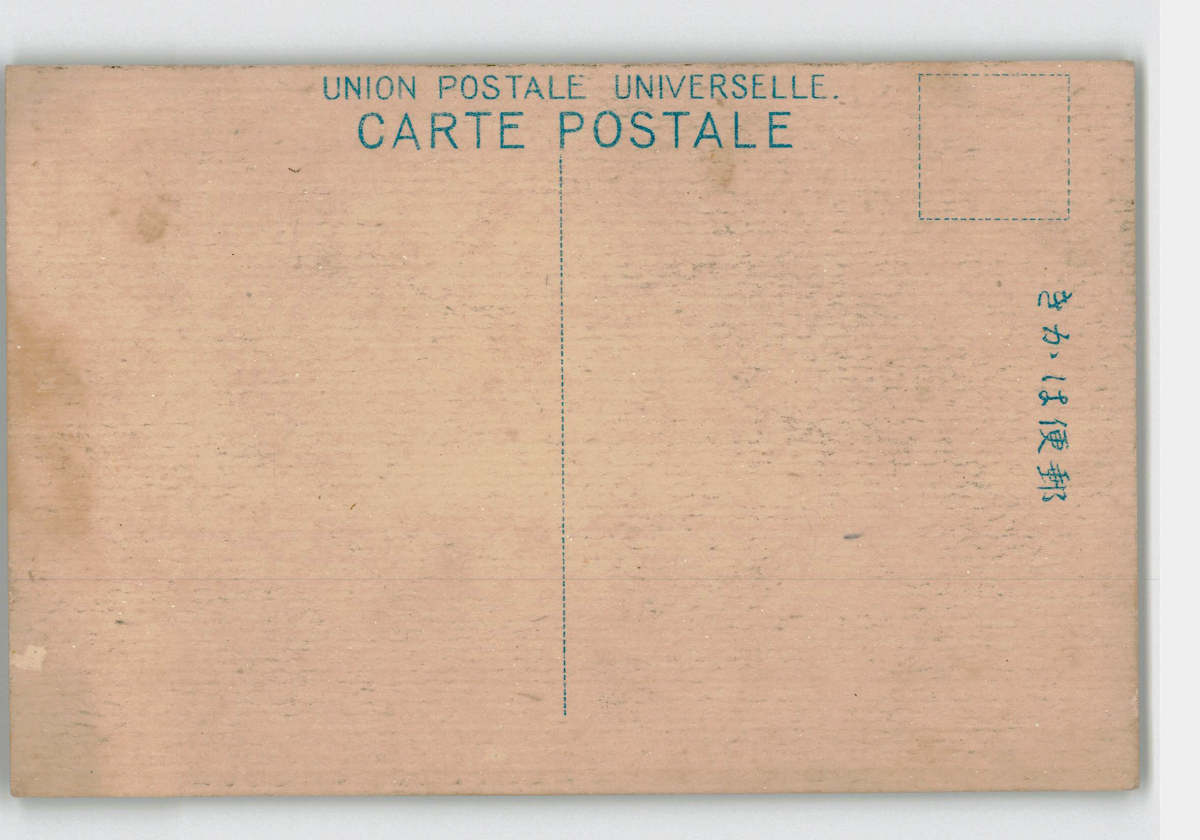 UNION POSTALE UNIVERSELLE.
CARTE POSTALE
郵便はかき